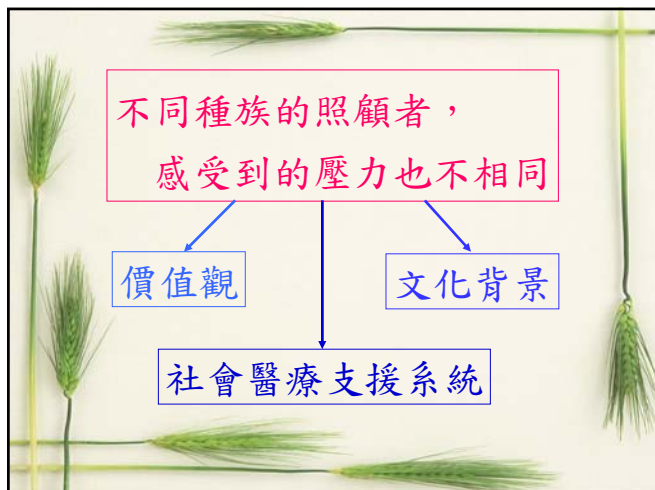 不同種族的照顧者，
感受到的壓力也不相同
價值觀
文化背景
社會醫療支援系統